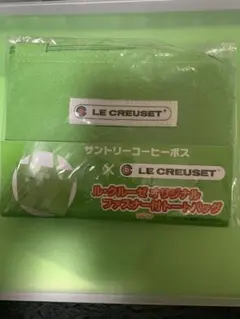 LE CREUSET
サントリーコーヒーボス
× LE CREUSET
ル・クルーゼ オリジナル
ファスナー付トートバッグ